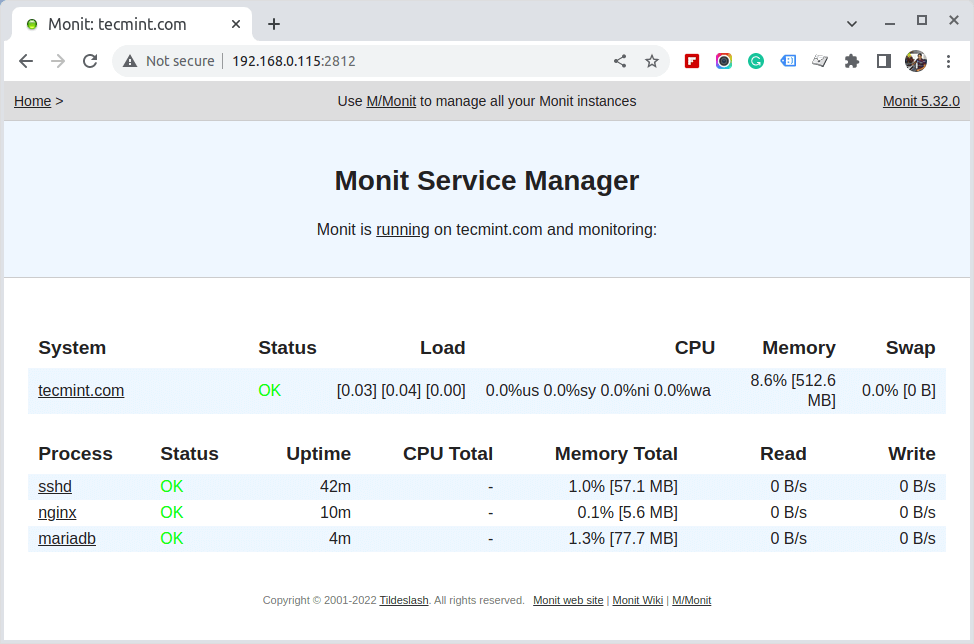 Monit: tecmint.com
Not secure 192.168.0.115:2812
Home > Use M/Monit to manage all your Monit instances Monit 5.32.0
Monit Service Manager
Monit is running on tecmint.com and monitoring:
System Status Load CPU Memory Swap
tecmint.com OK [0.03] [0.04] [0.00] 0.0%us 0.0%sy 0.0%ni 0.0%wa 8.6% [512.6 MB] 0.0% [0 B]
Process Status Uptime CPU Total Memory Total Read Write
sshd OK 42m - 1.0% [57.1 MB] 0 B/s 0 B/s
nginx OK 10m - 0.1% [5.6 MB] 0 B/s 0 B/s
mariadb OK 4m - 1.3% [77.7 MB] 0 B/s 0 B/s
Copyright © 2001-2022 Tildeslash. All rights reserved. Monit web site | Monit Wiki | M/Monit